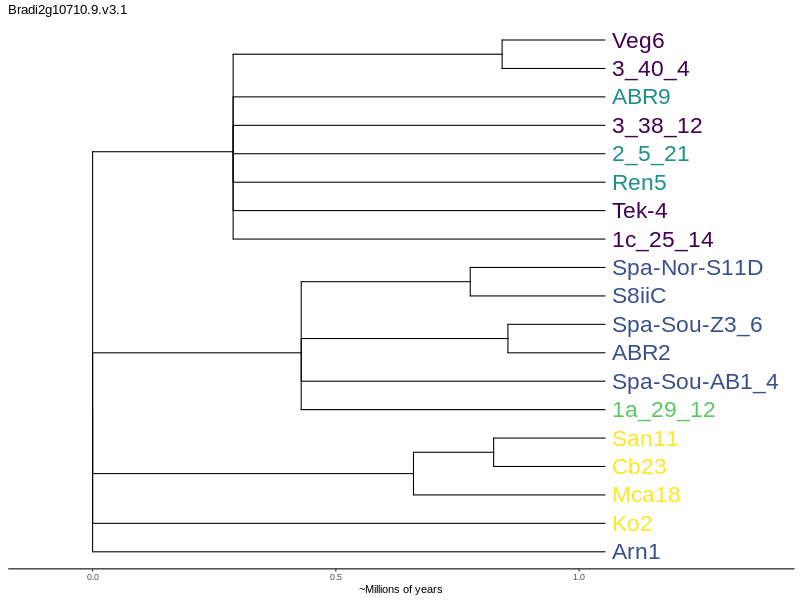 Bradi2g10710.9.v3.1
Veg6
3_40_4
ABR9
3_38_12
2_5_21
Ren5
Tek-4
1c_25_14
Spa-Nor-S11D
S8iiC
Spa-Sou-Z3_6
ABR2
Spa-Sou-AB1_4
1a_29_12
San11
Cb23
Mca18
Ko2
Arn1
0.0 0.5 1.0
~Millions of years